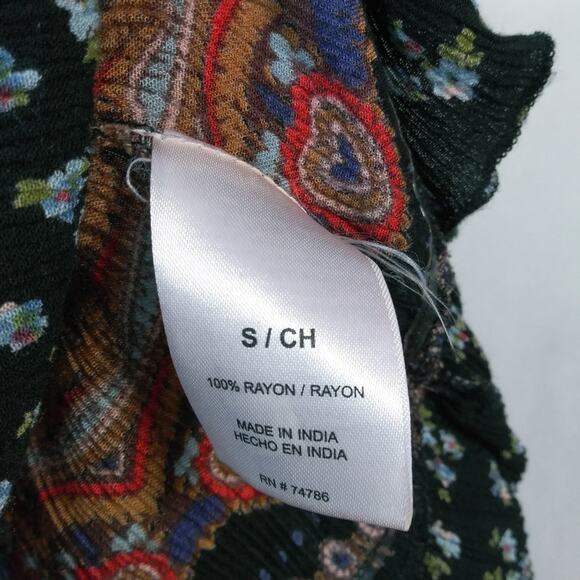 S / CH
100% RAYON / RAYON
MADE IN INDIA
HECHO EN INDIA
RN # 74786